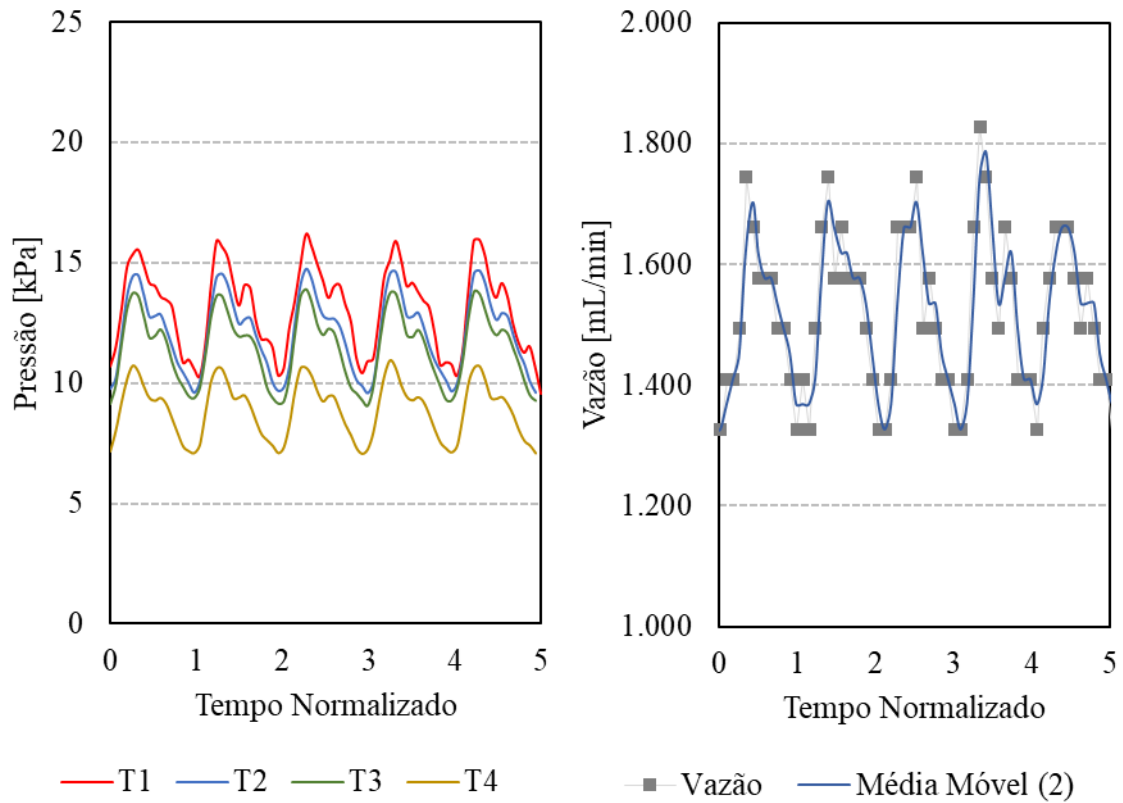 Pressão [kPa]
25
20
15
10
5
0
0 1 2 3 4 5
Tempo Normalizado
T1 T2 T3 T4
Vazão [mL/min]
2.000
1.800
1.600
1.400
1.200
1.000
0 1 2 3 4 5
Tempo Normalizado
Vazão Média Móvel (2)